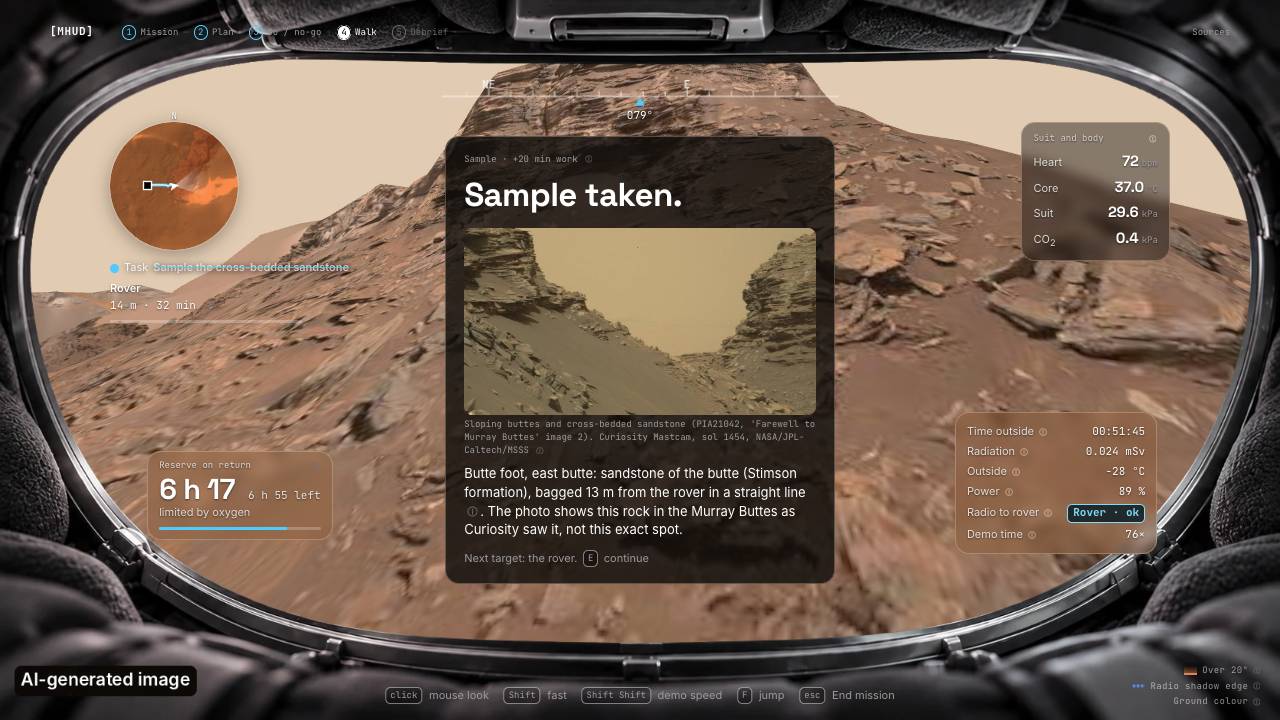 [MHUD] 1 Mission 2 Plan 3 Go / no-go 4 Walk 5 Debrief Sources
NE E
079°
N
Task Sample the cross-bedded sandstone
Rover
14 m · 32 min
Reserve on return
6 h 17 6 h 55 left
limited by oxygen
Sample · +20 min work
Sample taken.
Sloping buttes and cross-bedded sandstone (PIA21042, 'Farewell to
Murray Buttes' image 2). Curiosity Mastcam, sol 1454, NASA/JPL-
Caltech/MSSS
Butte foot, east butte: sandstone of the butte (Stimson
formation), bagged 13 m from the rover in a straight line
. The photo shows this rock in the Murray Buttes as
Curiosity saw it, not this exact spot.
Next target: the rover. E continue
Suit and body
Heart 72 bpm
Core 37.0 °C
Suit 29.6 kPa
CO2 0.4 kPa
Time outside 00:51:45
Radiation 0.024 mSv
Outside -28 °C
Power 89 %
Radio to rover Rover · ok
Demo time 76×
AI-generated image
click mouse look Shift fast Shift Shift demo speed F jump esc End mission
Over 20°
Radio shadow edge
Ground colour